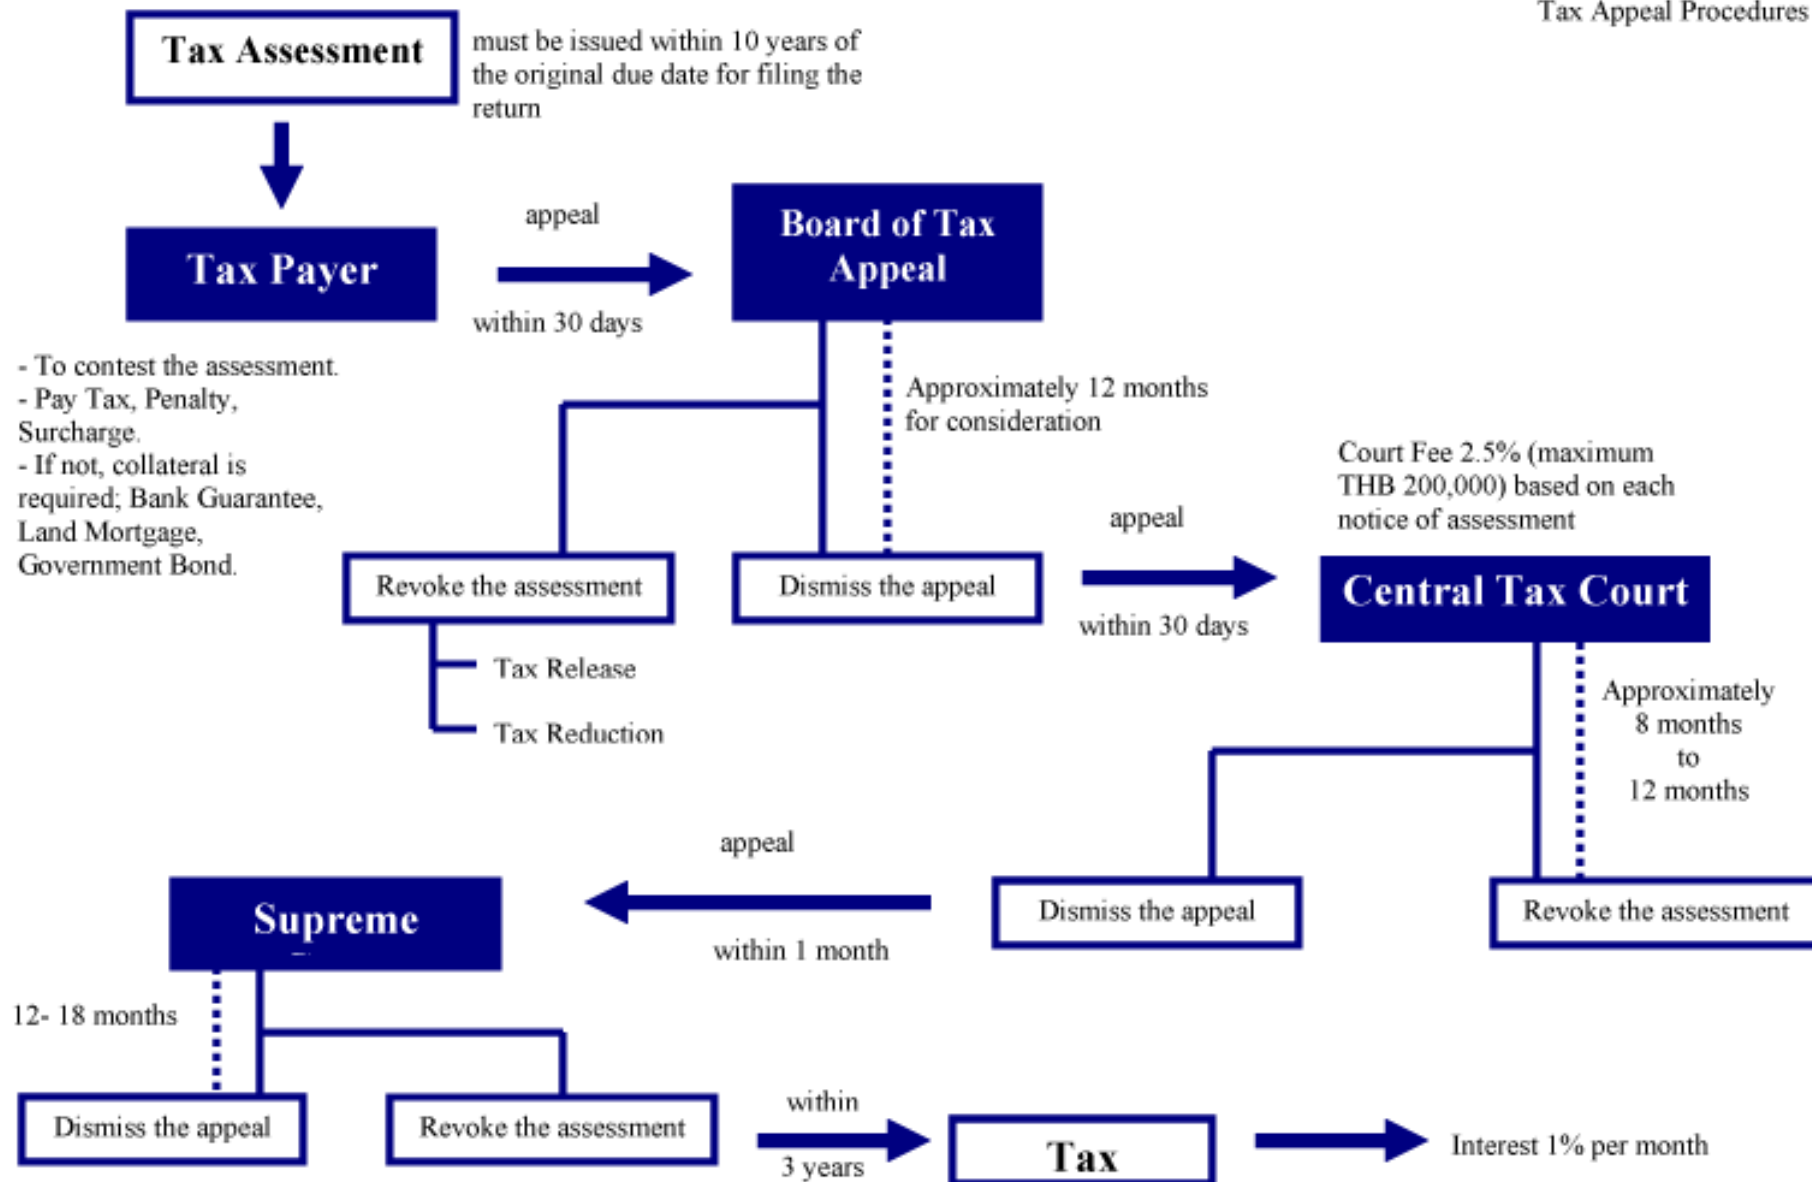 Tax Appeal Procedures
Tax Assessment
must be issued within 10 years of
the original due date for filing the
return
Tax Payer
appeal
within 30 days
Board of Tax
Appeal
- To contest the assessment.
- Pay Tax, Penalty,
Surcharge.
- If not, collateral is
required; Bank Guarantee,
Land Mortgage,
Government Bond.
Approximately 12 months
for consideration
Revoke the assessment
Dismiss the appeal
Tax Release
Tax Reduction
appeal
within 30 days
Court Fee 2.5% (maximum
THB 200,000) based on each
notice of assessment
Central Tax Court
Approximately
8 months
to
12 months
Dismiss the appeal
Revoke the assessment
appeal
within 1 month
Supreme
12- 18 months
Dismiss the appeal
Revoke the assessment
within
3 years
Tax
Interest 1% per month